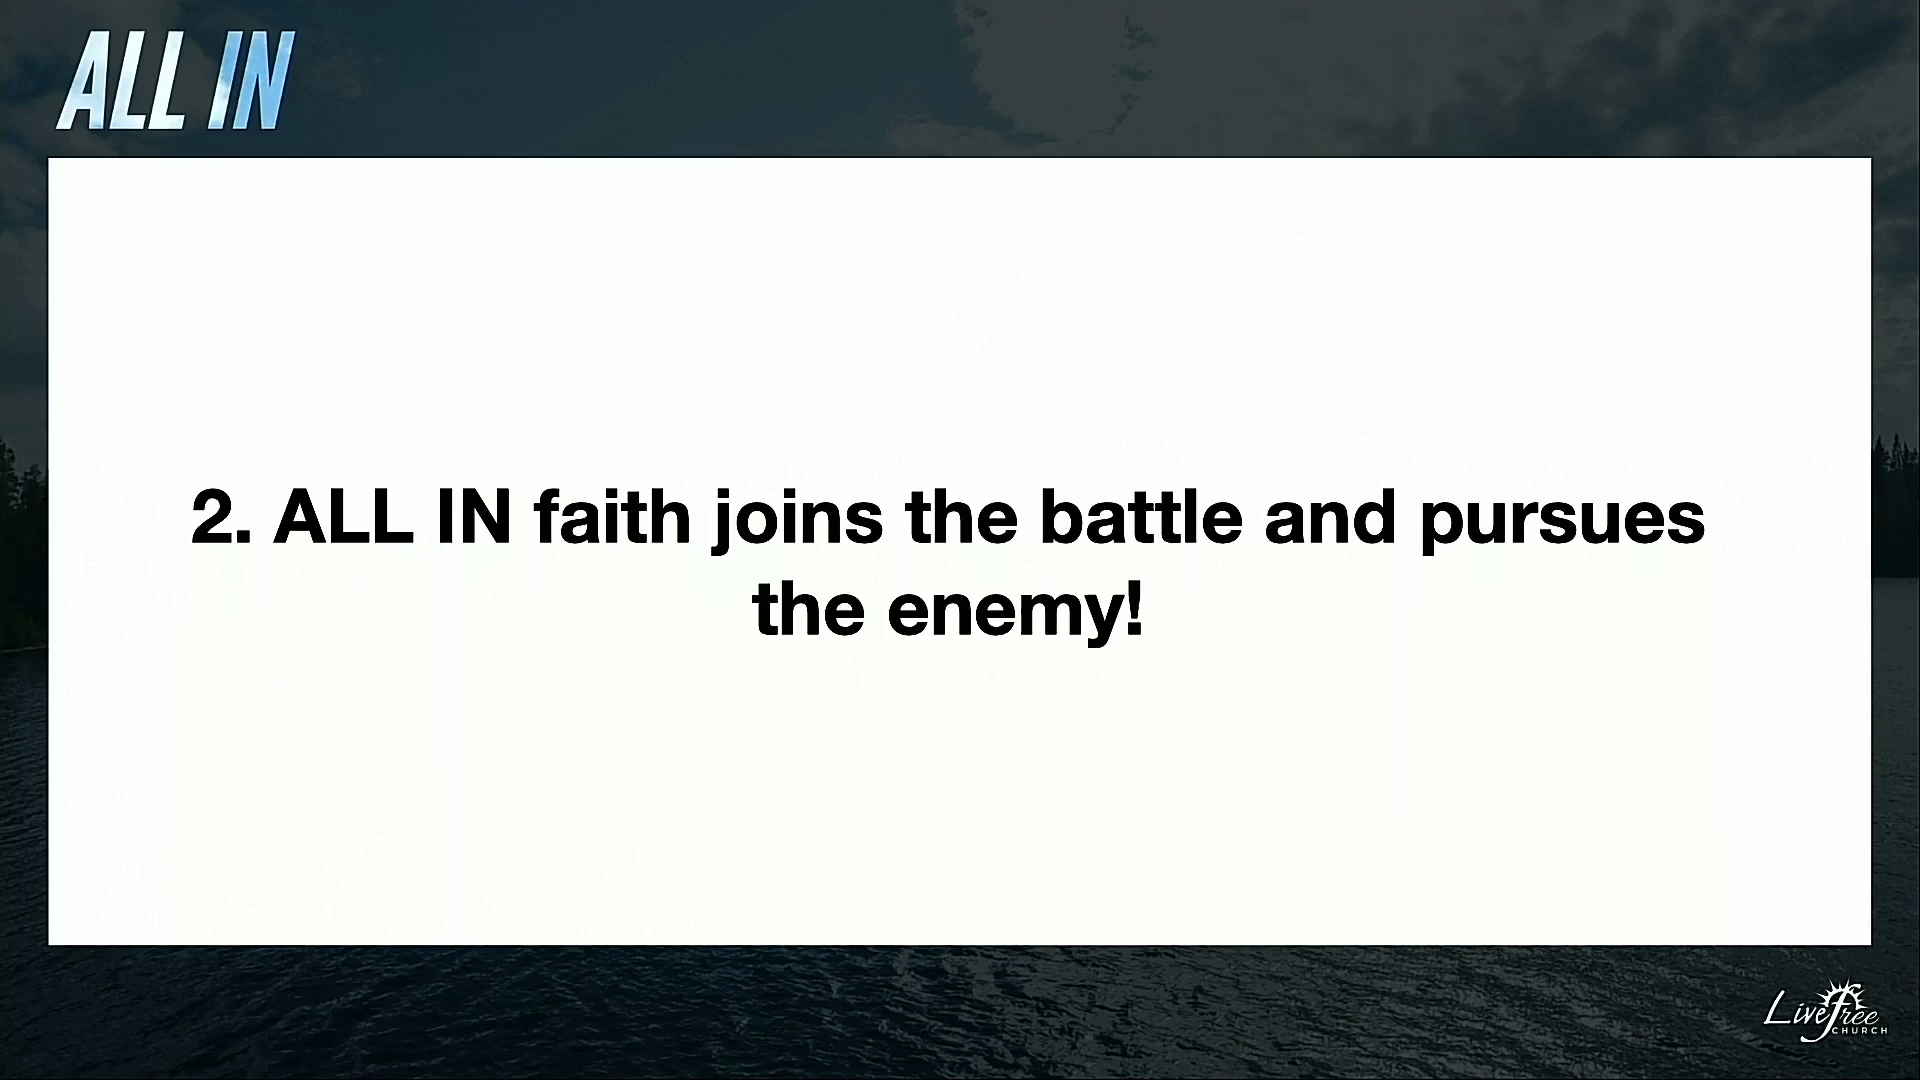 ALL IN
2. ALL IN faith joins the battle and pursues
the enemy!
Live Free
CHURCH